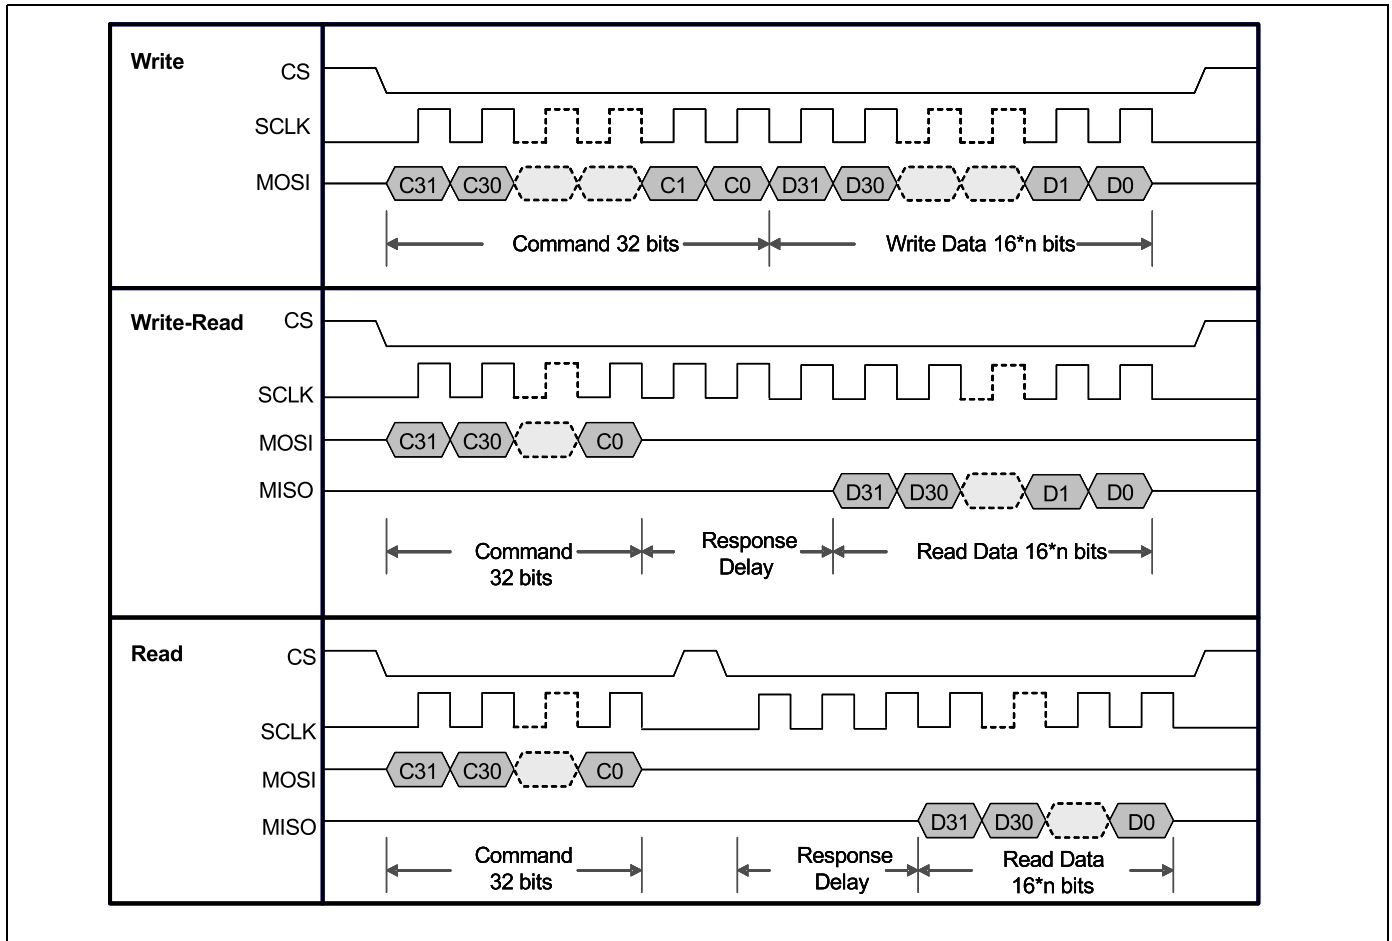 Write
CS
SCLK
MOSI C31 C30 C1 C0 D31 D30 D1 D0
Command 32 bits Write Data 16*n bits
Write-Read CS
SCLK
MOSI C31 C30 C0
MISO D31 D30 D1 D0
Command
32 bits
Response
Delay
Read Data 16*n bits
Read CS
SCLK
MOSI C31 C30 C0
MISO D31 D30 D0
Command
32 bits
Response
Delay
Read Data
16*n bits